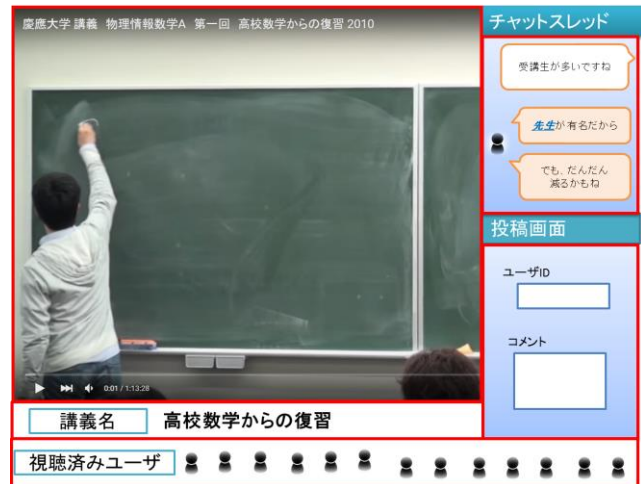 慶應大学 講義　物理情報数学A　第一回　高校数学からの復習 2010
チャットスレッド
受講生が多いですね
先生が有名だから
でも、だんだん
減るかもね
投稿画面
ユーザID
コメント
0:01 / 1:13:28
講義名
高校数学からの復習
視聴済みユーザ